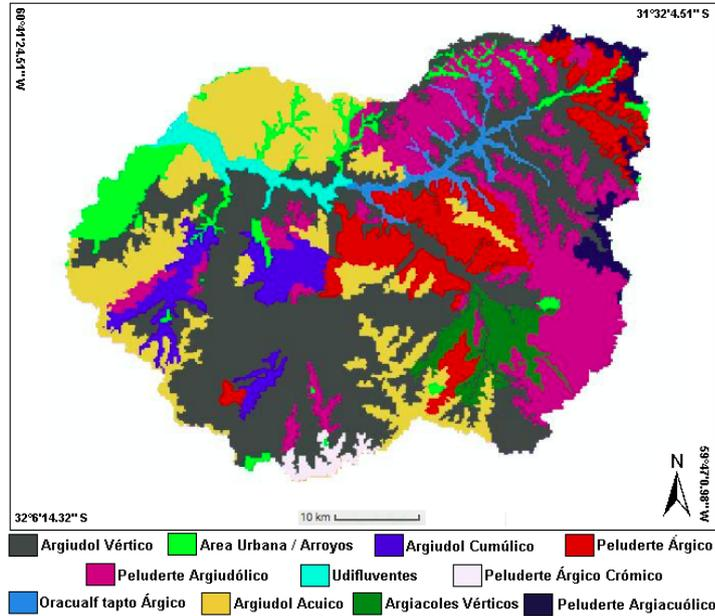 31°32'4.51" S
60°41'24.51" W
N
59°47'0.98" W
32°6'14.32" S
10 km
Argiudol Vértico
Area Urbana / Arroyos
Argiudol Cumúlico
Peluderte Árgico
Peluderte Argiudólico
Udifluventes
Peluderte Árgico Crómico
Oracualf tapto Árgico
Argiudol Acuico
Argiacoles Vérticos
Peluderte Argiacuólico